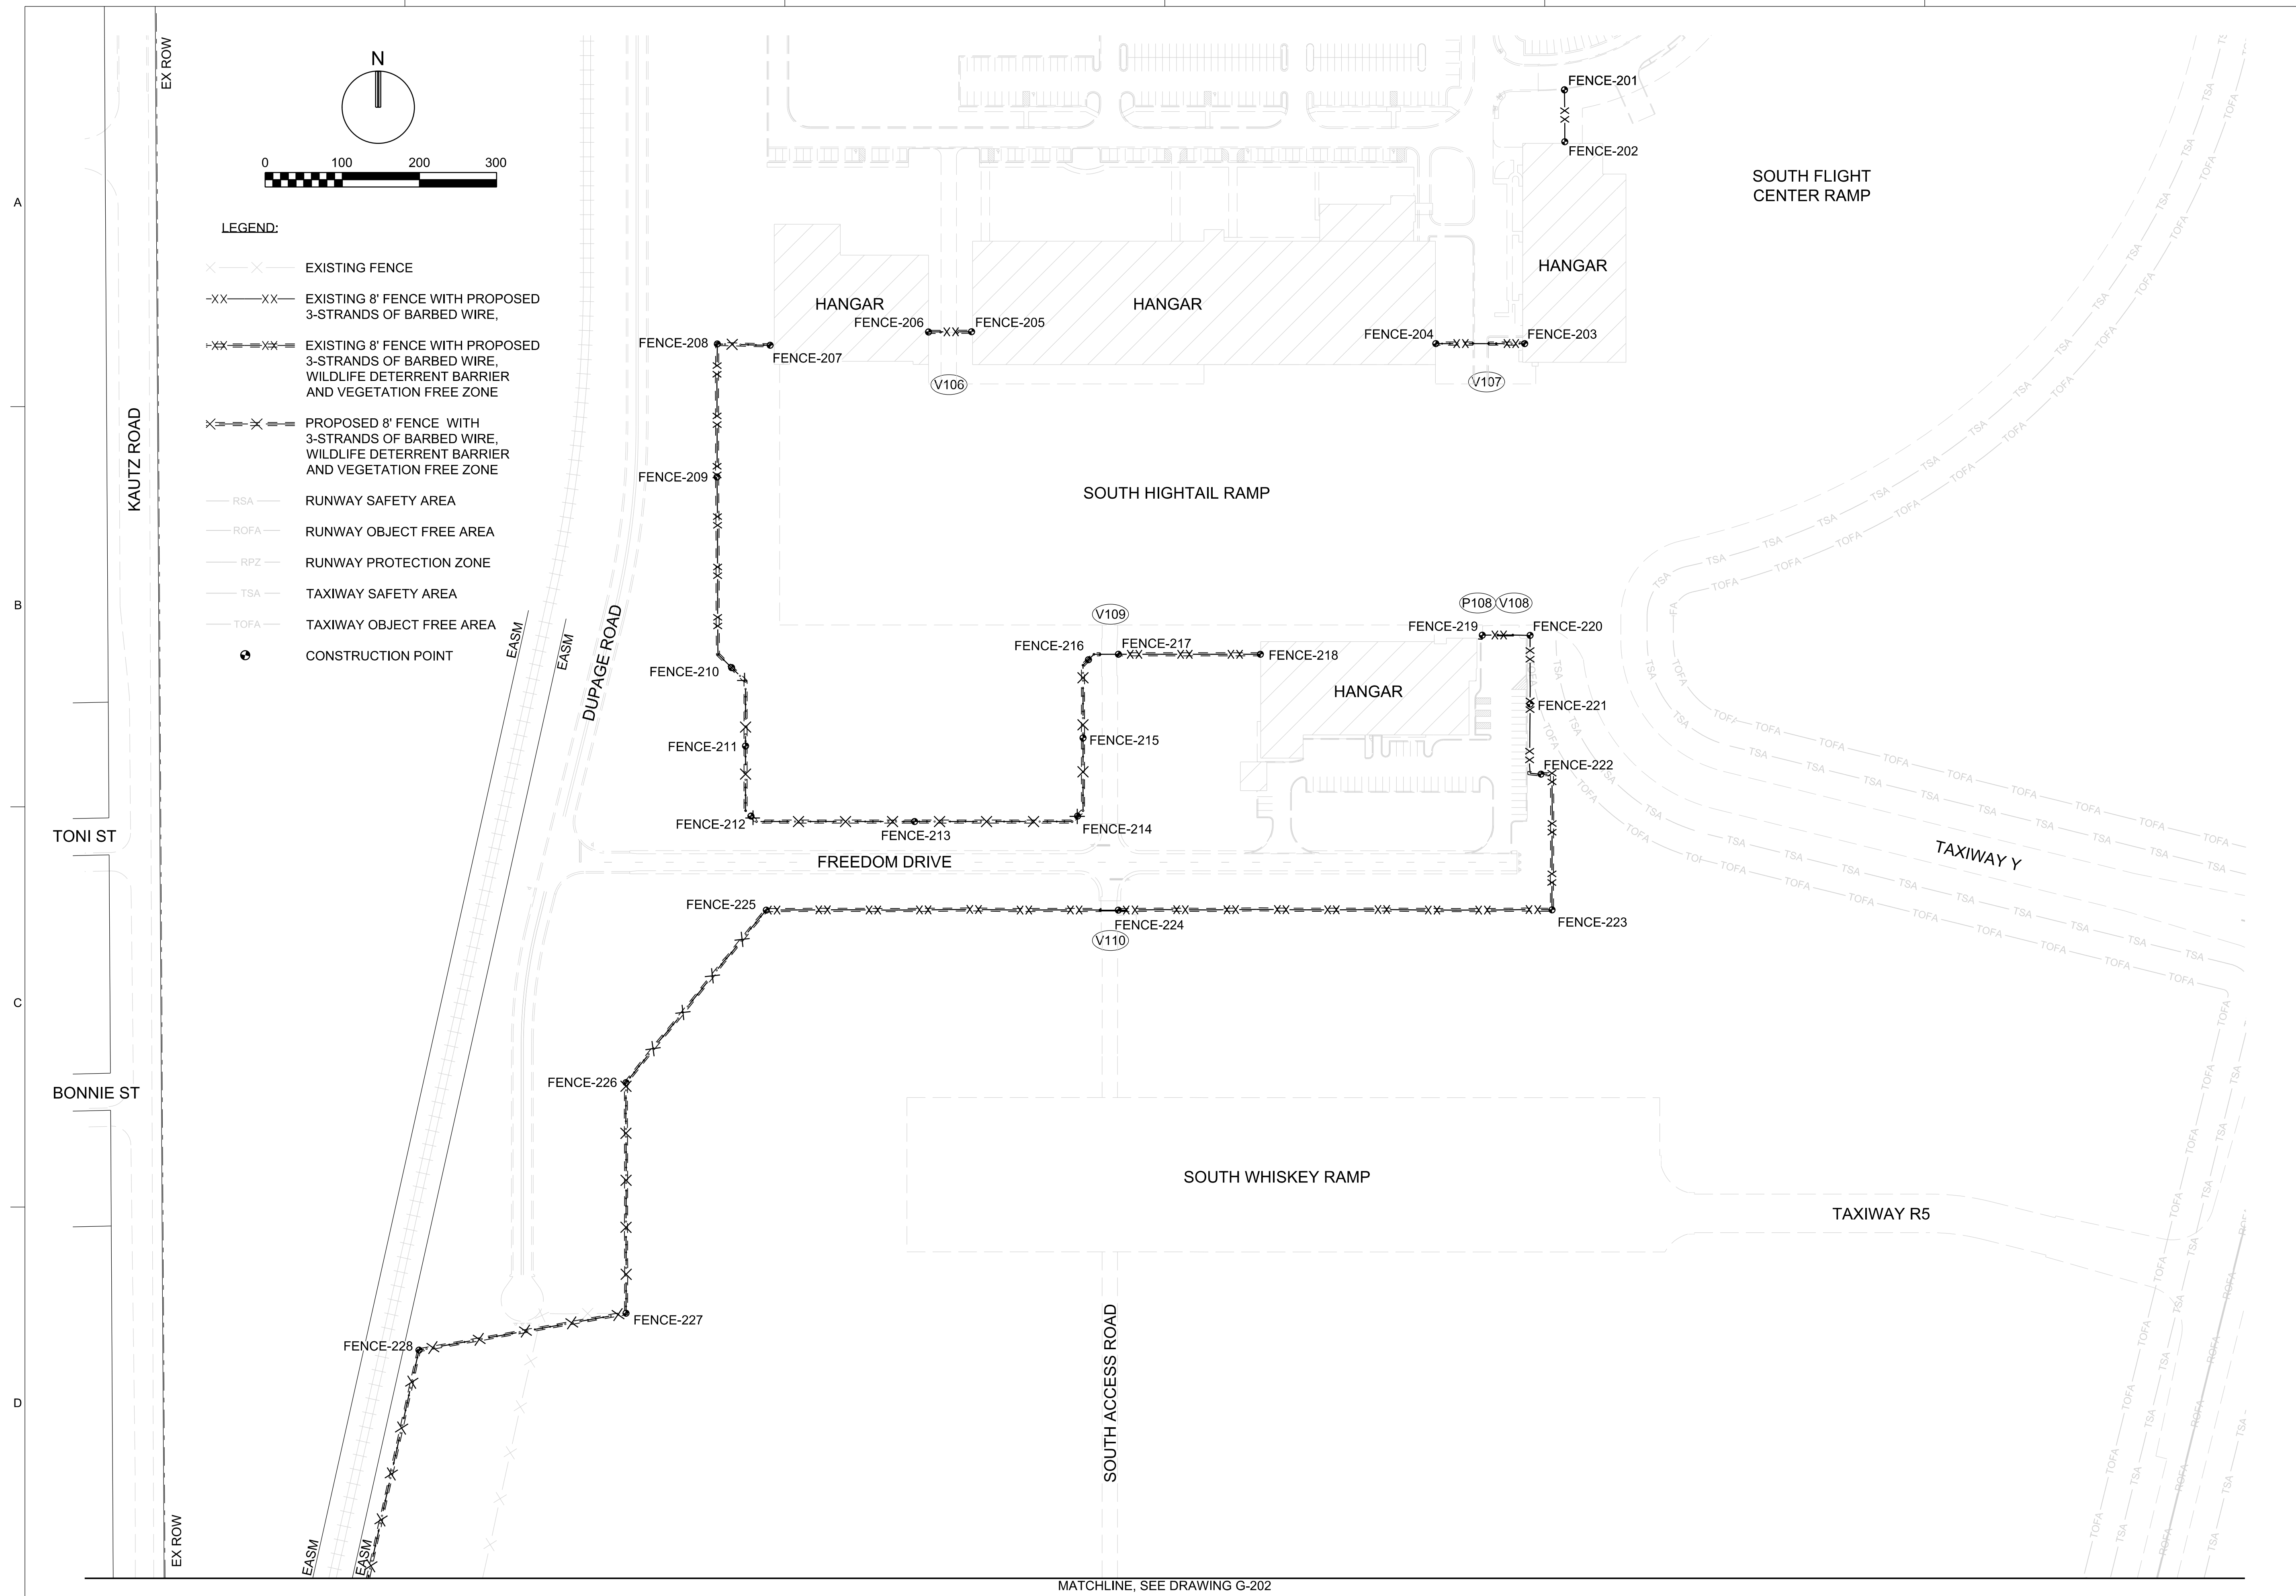 N
0 100 200 300
LEGEND:
EXISTING FENCE
EXISTING 8' FENCE WITH PROPOSED
3-STRANDS OF BARBED WIRE,
EXISTING 8' FENCE WITH PROPOSED
3-STRANDS OF BARBED WIRE,
WILDLIFE DETERRENT BARRIER
AND VEGETATION FREE ZONE
PROPOSED 8' FENCE WITH
3-STRANDS OF BARBED WIRE,
WILDLIFE DETERRENT BARRIER
AND VEGETATION FREE ZONE
RSA RUNWAY SAFETY AREA
ROFA RUNWAY OBJECT FREE AREA
RPZ RUNWAY PROTECTION ZONE
TSA TAXIWAY SAFETY AREA
TOFA TAXIWAY OBJECT FREE AREA
CONSTRUCTION POINT
A
B
C
D
EX ROW
KAUTZ ROAD
TONI ST
BONNIE ST
EX ROW
EASM
EASM
EASM
EASM
DUPAGE ROAD
FENCE-201
FENCE-202
SOUTH FLIGHT
CENTER RAMP
HANGAR
HANGAR
HANGAR
FENCE-206
FENCE-205
FENCE-204
FENCE-203
FENCE-208
FENCE-207
V106
V107
FENCE-209
SOUTH HIGHTAIL RAMP
P108
V108
V109
FENCE-219
FENCE-220
FENCE-216
FENCE-217
FENCE-218
FENCE-210
HANGAR
FENCE-221
FENCE-211
FENCE-215
FENCE-222
FENCE-212
FENCE-213
FENCE-214
FREEDOM DRIVE
TAXIWAY Y
FENCE-225
FENCE-224
FENCE-223
V110
FENCE-226
SOUTH WHISKEY RAMP
TAXIWAY R5
FENCE-227
FENCE-228
SOUTH ACCESS ROAD
TSA
TOFA
ROFA
MATCHLINE, SEE DRAWING G-202